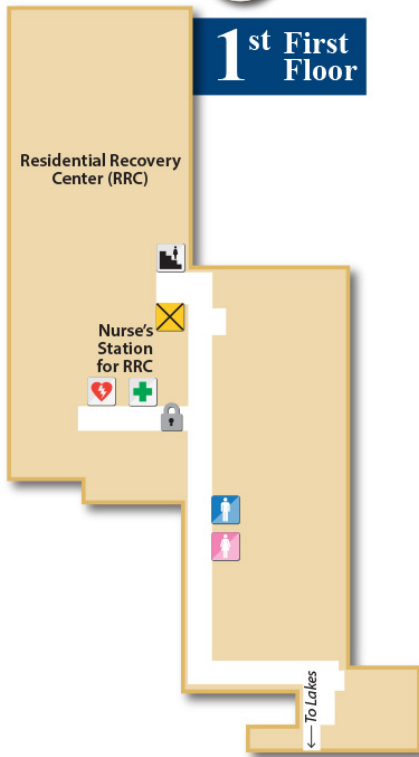 1st First
Floor
Residential Recovery
Center (RRC)
Nurse's
Station
for RRC
←To Lakes